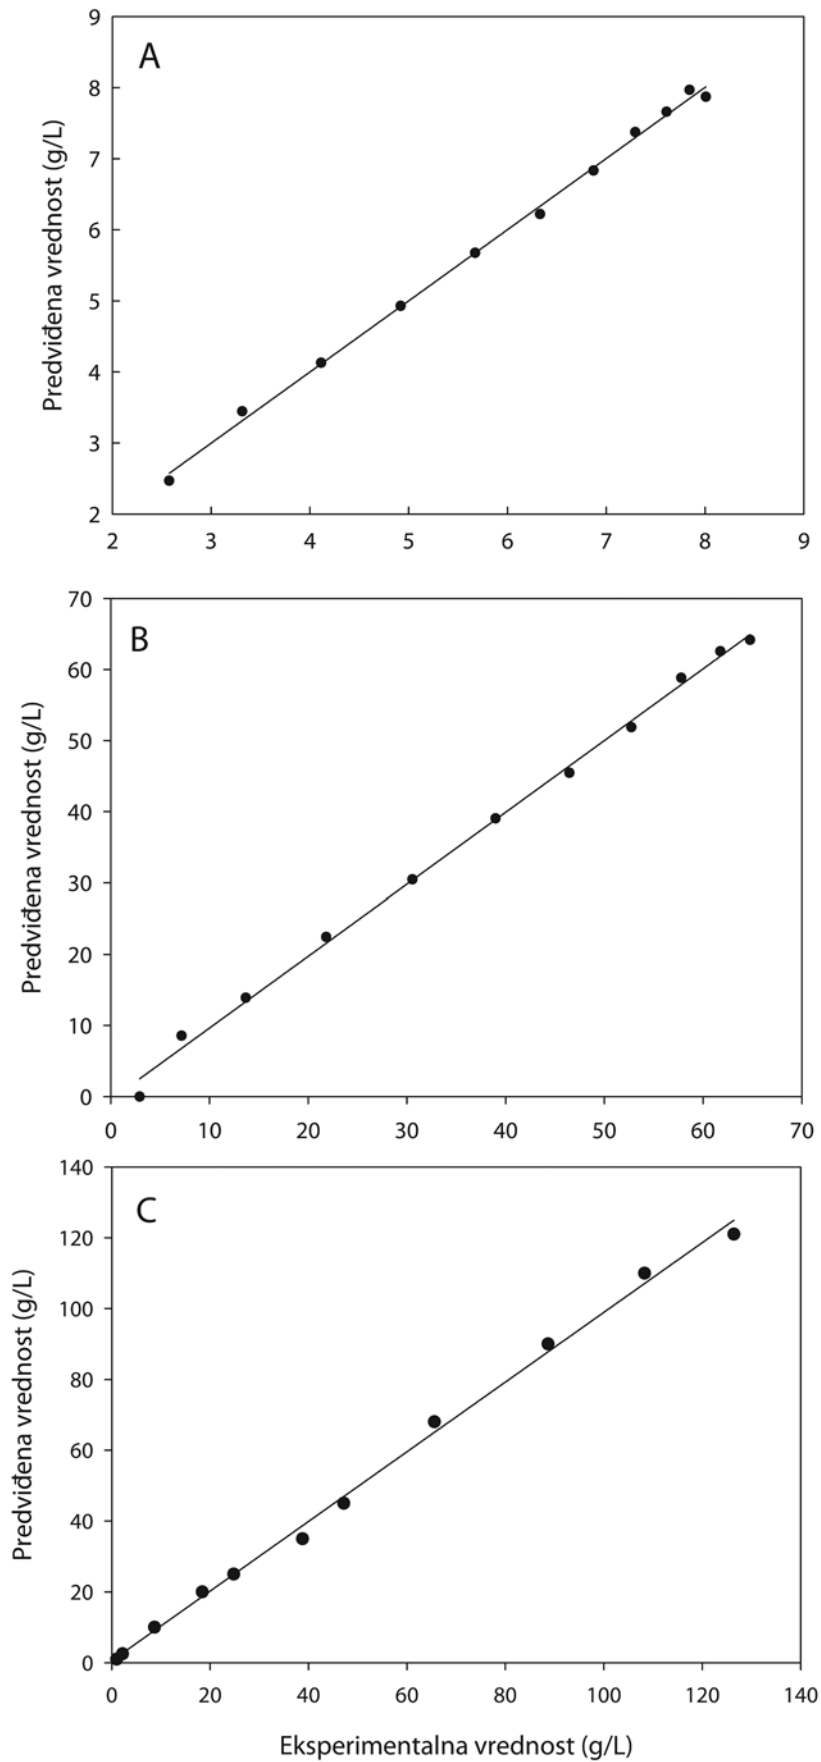 A
Predviđena vrednost (g/L)
9
8
7
6
5
4
3
2
2 3 4 5 6 7 8 9
B
Predviđena vrednost (g/L)
70
60
50
40
30
20
10
0
0 10 20 30 40 50 60 70
C
Predviđena vrednost (g/L)
140
120
100
80
60
40
20
0
0 20 40 60 80 100 120 140
Eksperimentalna vrednost (g/L)